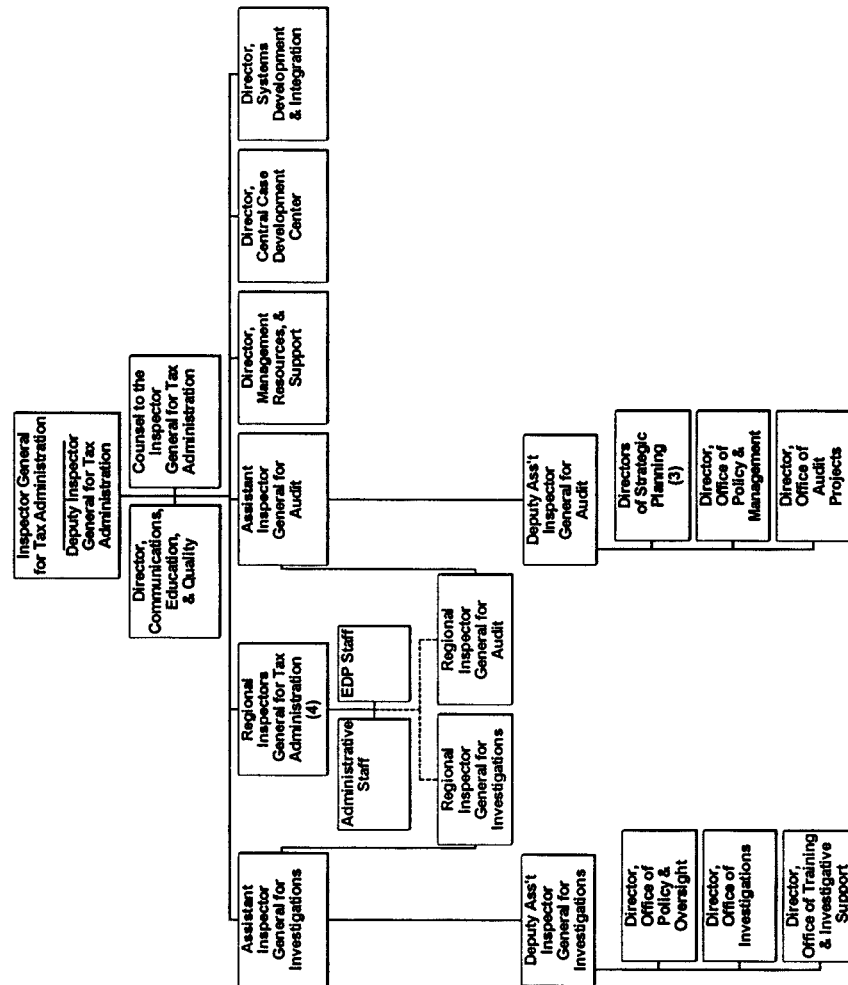 Inspector General
for Tax Administration
Deputy Inspector
General for Tax
Administration
Director,
Communications,
Education,
& Quality
Counsel to the
Inspector
General for Tax
Administration
Assistant
Inspector
General for
Investigations
Regional
Inspectors
General for Tax
Administration
(4)
Assistant
Inspector
General for
Audit
Director,
Management
Resources, &
Support
Director,
Central Case
Development
Center
Director,
Systems
Development
& Integration
Administrative
Staff
EDP Staff
Regional
Inspector
General for
Investigations
Regional
Inspector
General for
Audit
Deputy Ass't
Inspector
General for
Investigations
Director,
Office of
Policy &
Oversight
Director,
Office of
Investigations
Director,
Office of Training
& Investigative
Support
Deputy Ass't
Inspector
General for
Audit
Directors
of Strategic
Planning
(3)
Director,
Office of
Policy &
Management
Director,
Office of
Audit
Projects